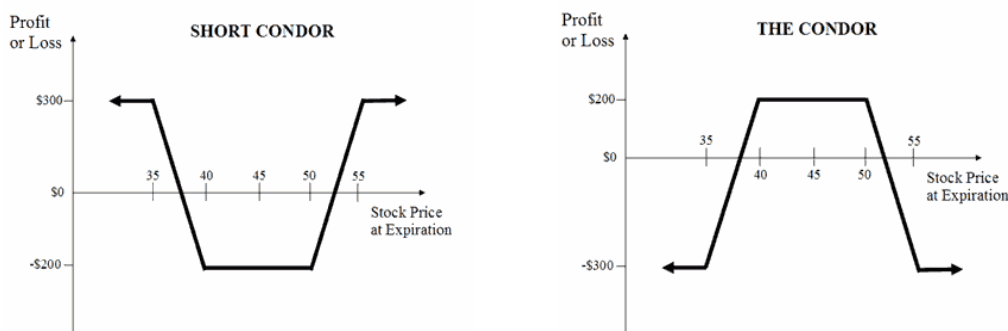 Profit
or Loss
SHORT CONDOR
$300
35
40
45
50
55
$0
Stock Price
at Expiration
-$200
Profit
or Loss
THE CONDOR
$200
35
55
$0
40
45
50
Stock Price
at Expiration
-$300